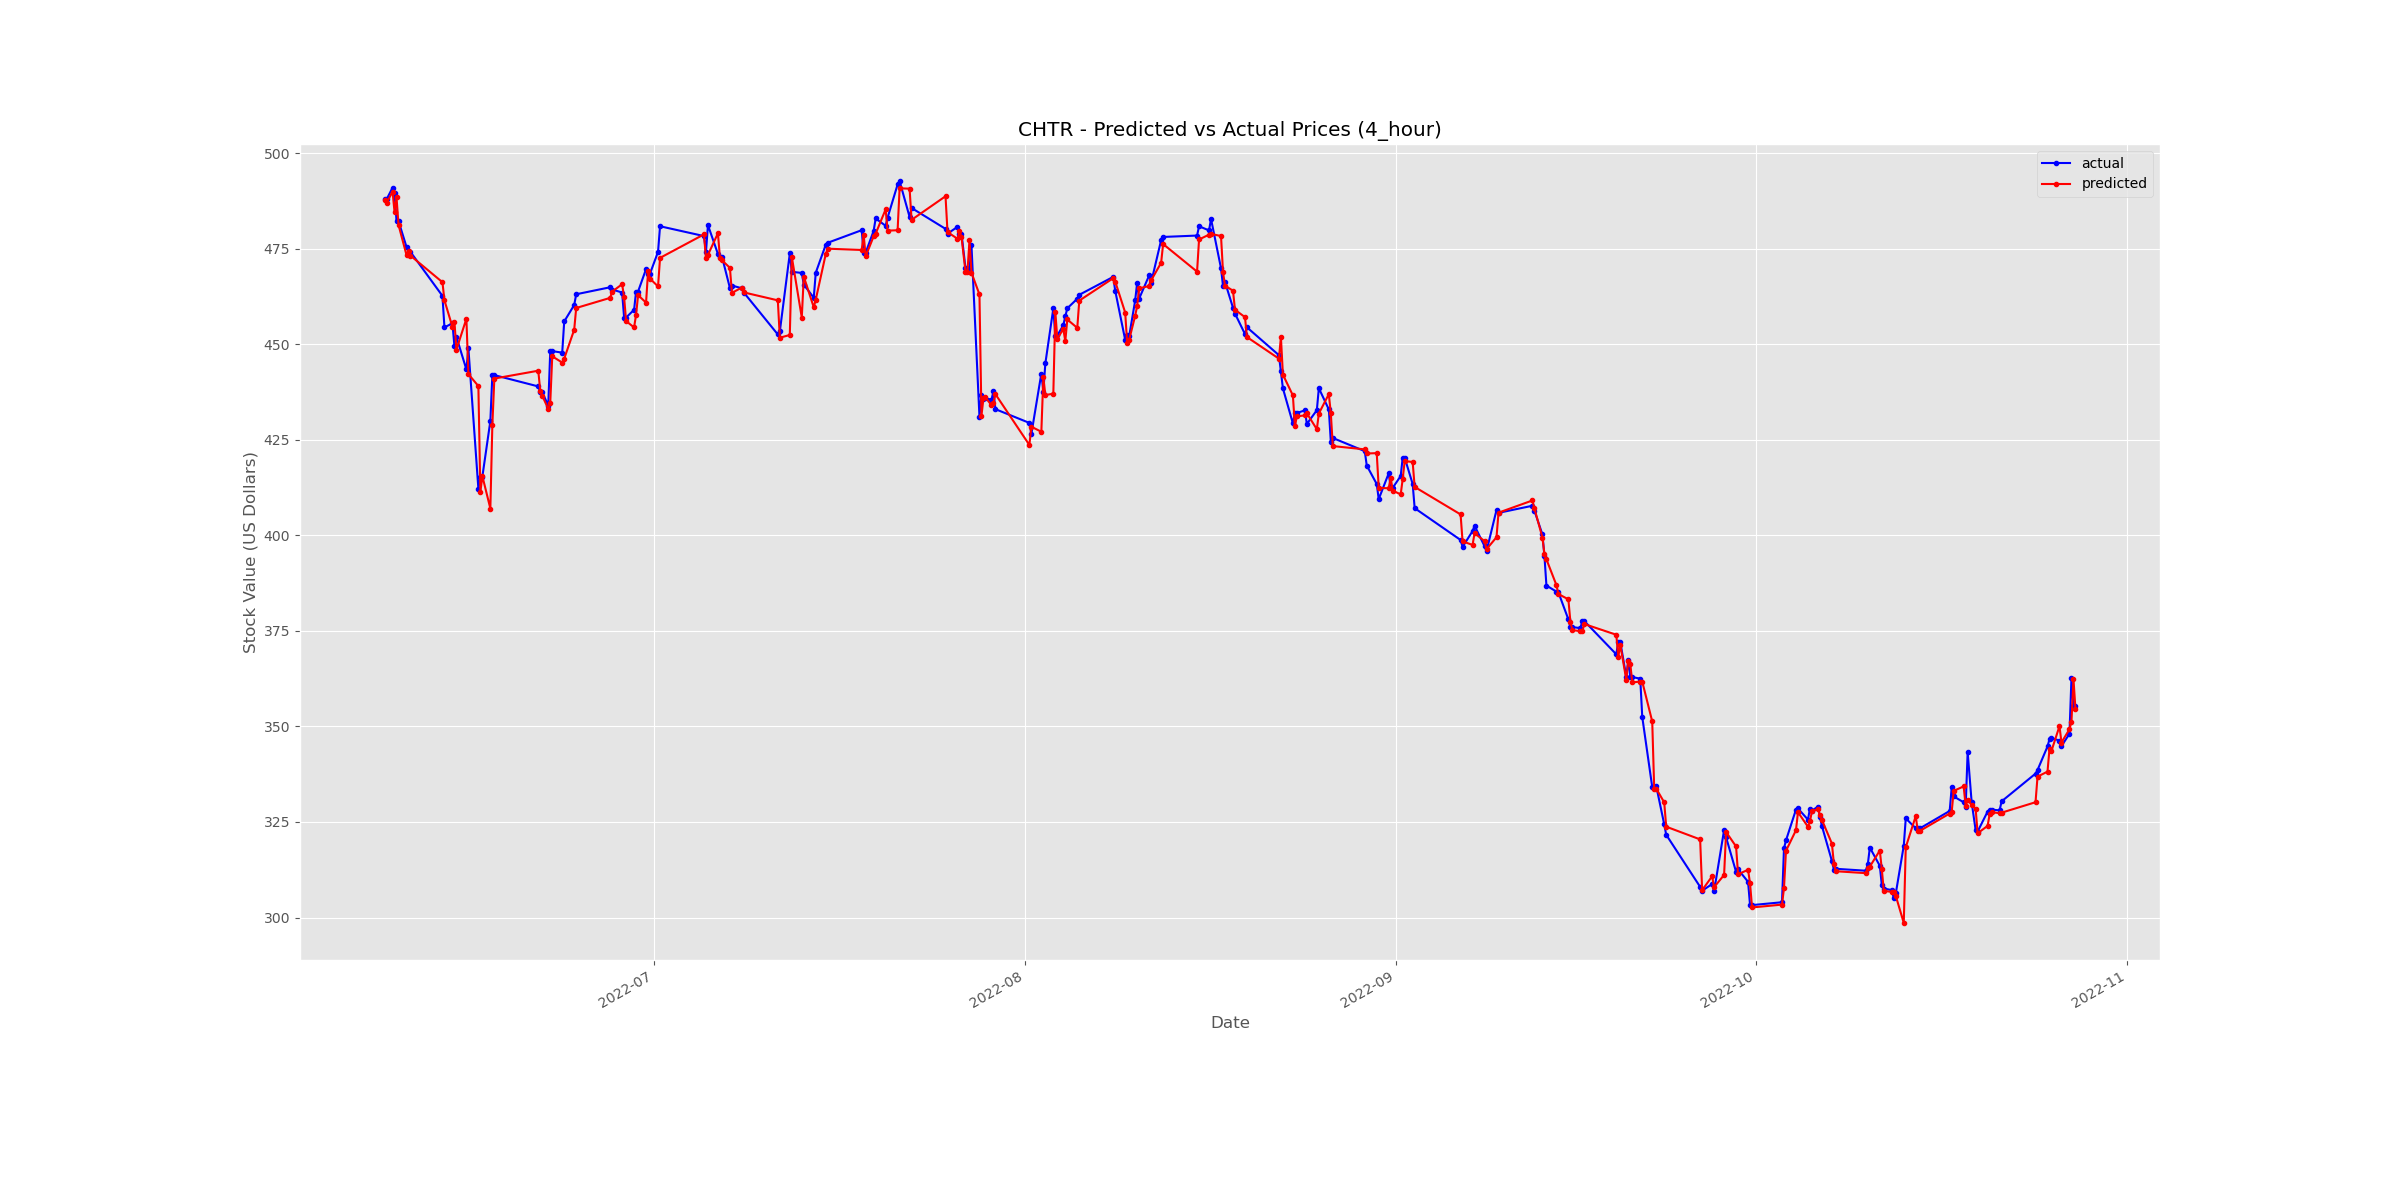 CHTR - Predicted vs Actual Prices (4_hour)
actual
predicted
Stock Value (US Dollars)
500
475
450
425
400
375
350
325
300
2022-07
2022-08
2022-09
2022-10
2022-11
Date